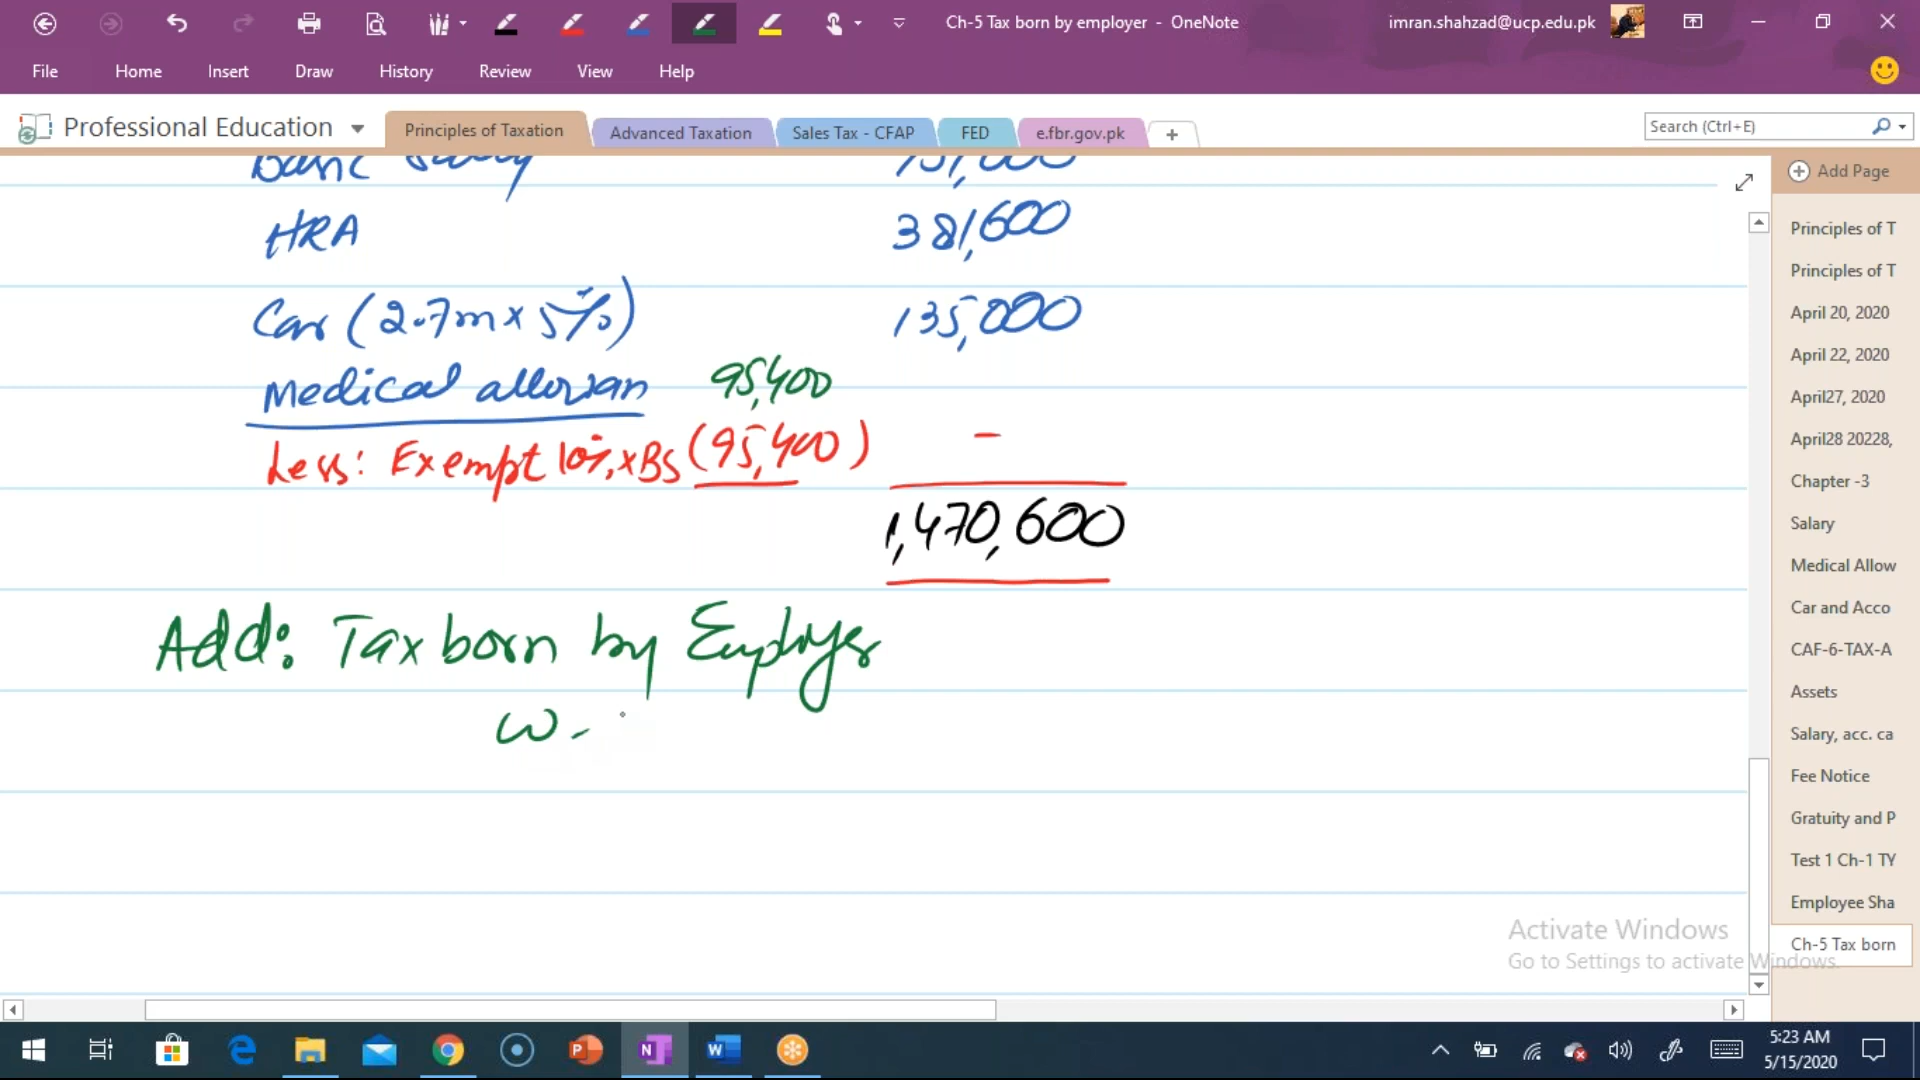 Ch-5 Tax born by employer - OneNote
imran.shahzad@ucp.edu.pk
File Home Insert Draw History Review View Help
Professional Education
Principles of Taxation
Advanced Taxation
Sales Tax - CFAP
FED
e.fbr.gov.pk
Search (Ctrl+E)
HRA 381,600
Car (2.7m x 5%) 135,000
Medical allowan 95,400
Less: Exempt 10% x BS (95,400) -
1,470,600
Add: Tax born by Employer
W -
Add Page
Principles of T
Principles of T
April 20, 2020
April 22, 2020
April27, 2020
April28 20228,
Chapter -3
Salary
Medical Allow
Car and Acco
CAF-6-TAX-A
Assets
Salary, acc. ca
Fee Notice
Gratuity and P
Test 1 Ch-1 TY
Employee Sha
Ch-5 Tax born
Activate Windows
Go to Settings to activate Windows.
5:23 AM
5/15/2020